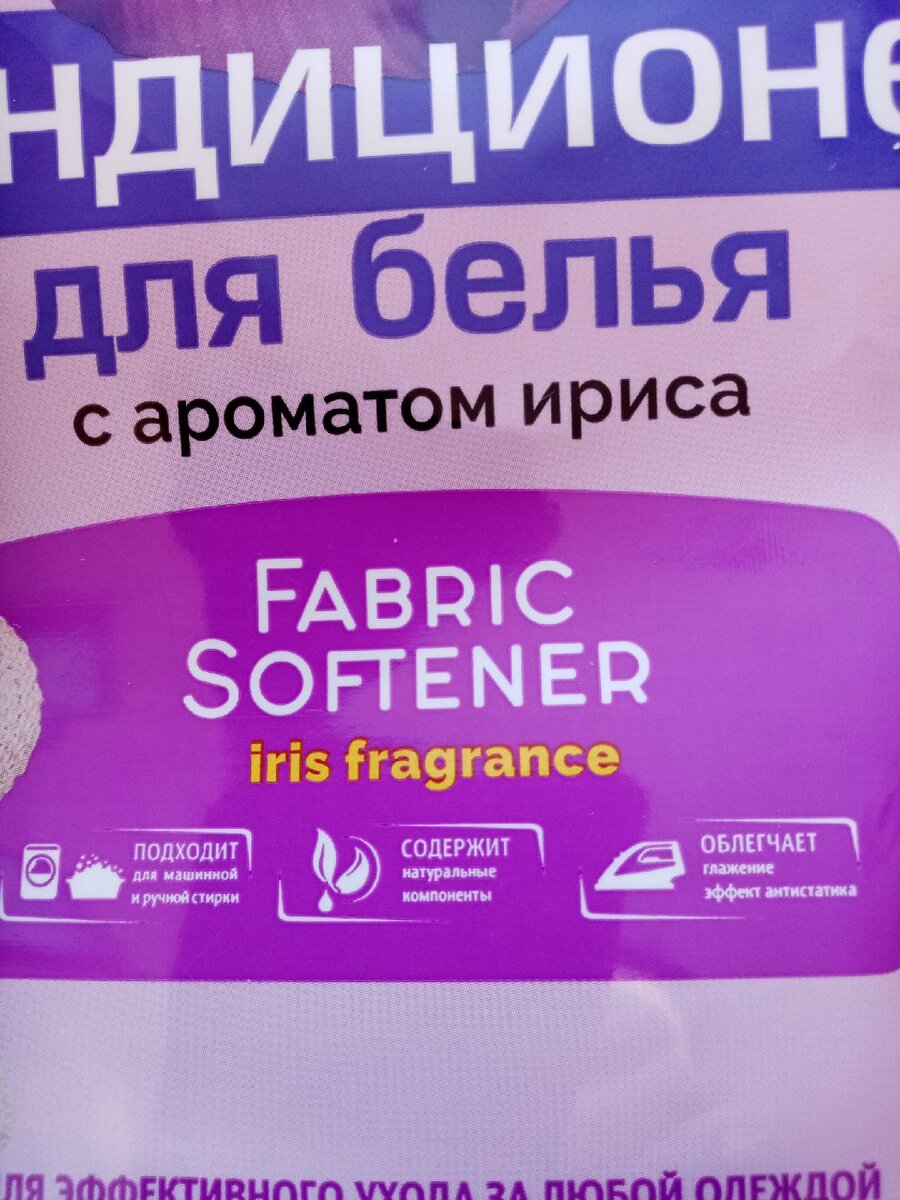 ндиционе
для белья
с ароматом ириса
FABRIC
SOFTENER
iris fragrance
ПОДХОДИТ
для машинной
и ручной стирки
СОДЕРЖИТ
натуральные
компоненты
ОБЛЕГЧАЕТ
глажение
эффект антистатика
ЛЯ ЭФФЕКТИВНОГО УХОДА ЗА ЛЮБОЙ ОДЕЖДОЙ